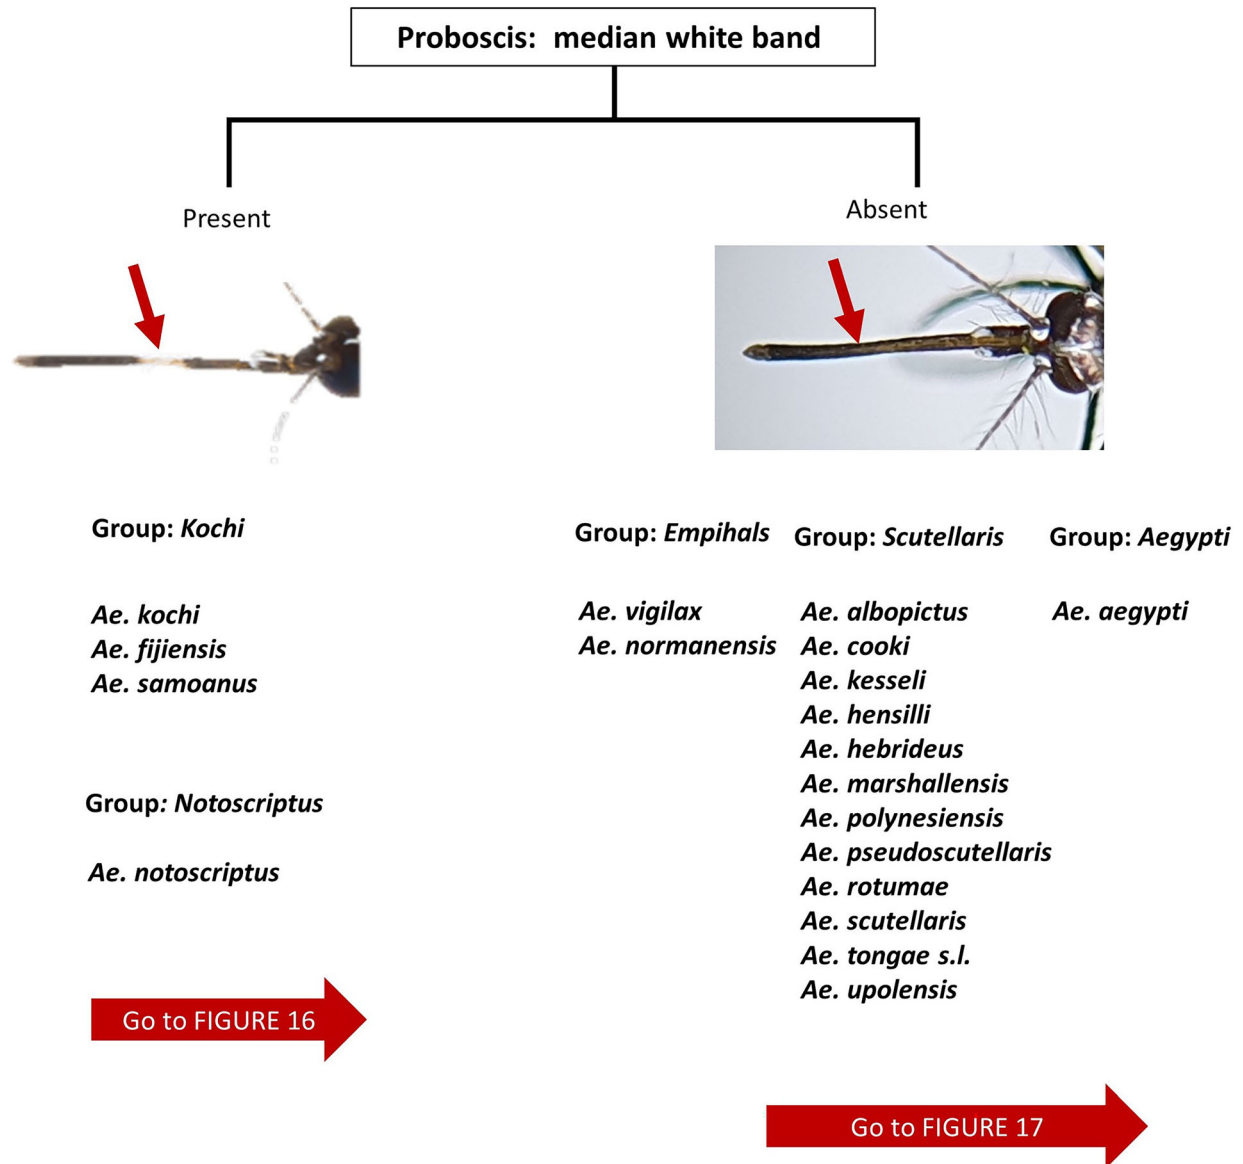 Proboscis: median white band
Present
Absent
Group: Kochi
Ae. kochi
Ae. fijiensis
Ae. samoanus
Group: Notoscriptus
Ae. notoscriptus
Go to FIGURE 16
Group: Empihals
Ae. vigilax
Ae. normanensis
Group: Scutellaris
Ae. albopictus
Ae. cooki
Ae. kesseli
Ae. hensilli
Ae. hebrideus
Ae. marshallensis
Ae. polynesiensis
Ae. pseudoscutellaris
Ae. rotumae
Ae. scutellaris
Ae. tongae s.l.
Ae. upolensis
Group: Aegypti
Ae. aegypti
Go to FIGURE 17